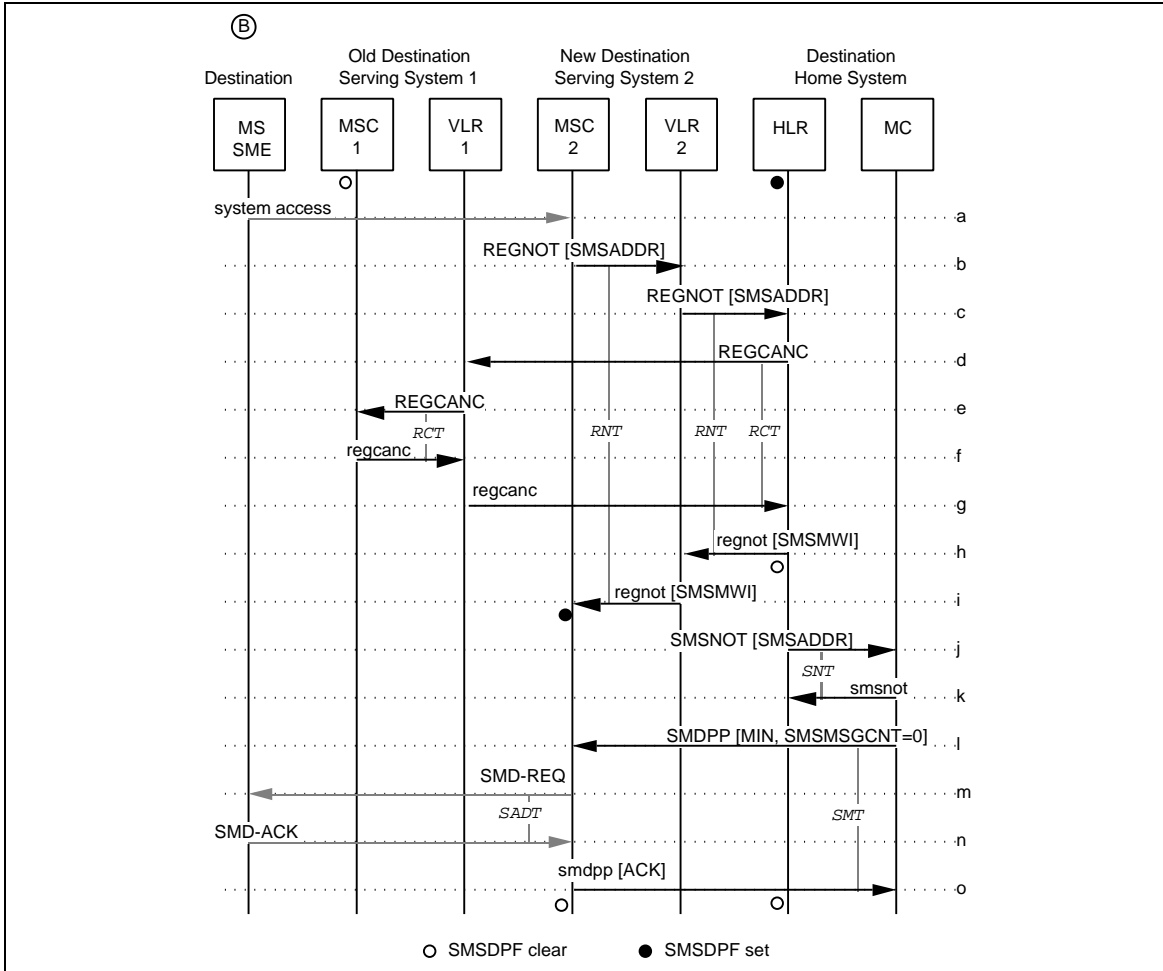 B
Old Destination
Serving System 1
New Destination
Serving System 2
Destination
Home System
Destination
MS
SME
MSC
1
VLR
1
MSC
2
VLR
2
HLR
MC
system access
a
REGNOT [SMSADDR]
b
REGNOT [SMSADDR]
c
REGCANC
d
REGCANC
e
RCT
RNT
RNT
RCT
regcanc
f
regcanc
g
regnot [SMSMWI]
h
regnot [SMSMWI]
i
SMSNOT [SMSADDR]
j
SNT
smsnot
k
SMDPP [MIN, SMSMSGCNT=0]
l
SMD-REQ
m
SADT
SMT
SMD-ACK
n
smdpp [ACK]
o
SMSDPF clear
SMSDPF set